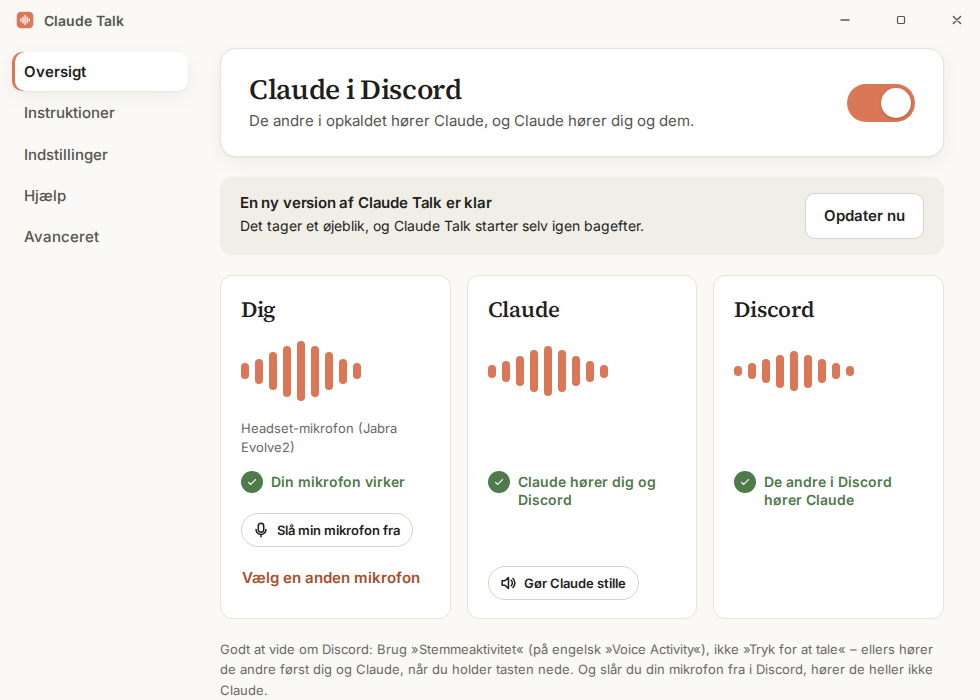 Claude Talk
Oversigt
Instruktioner
Indstillinger
Hjælp
Avanceret
Claude i Discord
De andre i opkaldet hører Claude, og Claude hører dig og dem.
En ny version af Claude Talk er klar
Det tager et øjeblik, og Claude Talk starter selv igen bagefter.
Opdater nu
Dig
Headset-mikrofon (Jabra
Evolve2)
Din mikrofon virker
Slå min mikrofon fra
Vælg en anden mikrofon
Claude
Claude hører dig og
Discord
Gør Claude stille
Discord
De andre i Discord
hører Claude
Godt at vide om Discord: Brug »Stemmeaktivitet« (på engelsk »Voice Activity«), ikke »Tryk for at tale« – ellers hører
de andre først dig og Claude, når du holder tasten nede. Og slår du din mikrofon fra i Discord, hører de heller ikke
Claude.